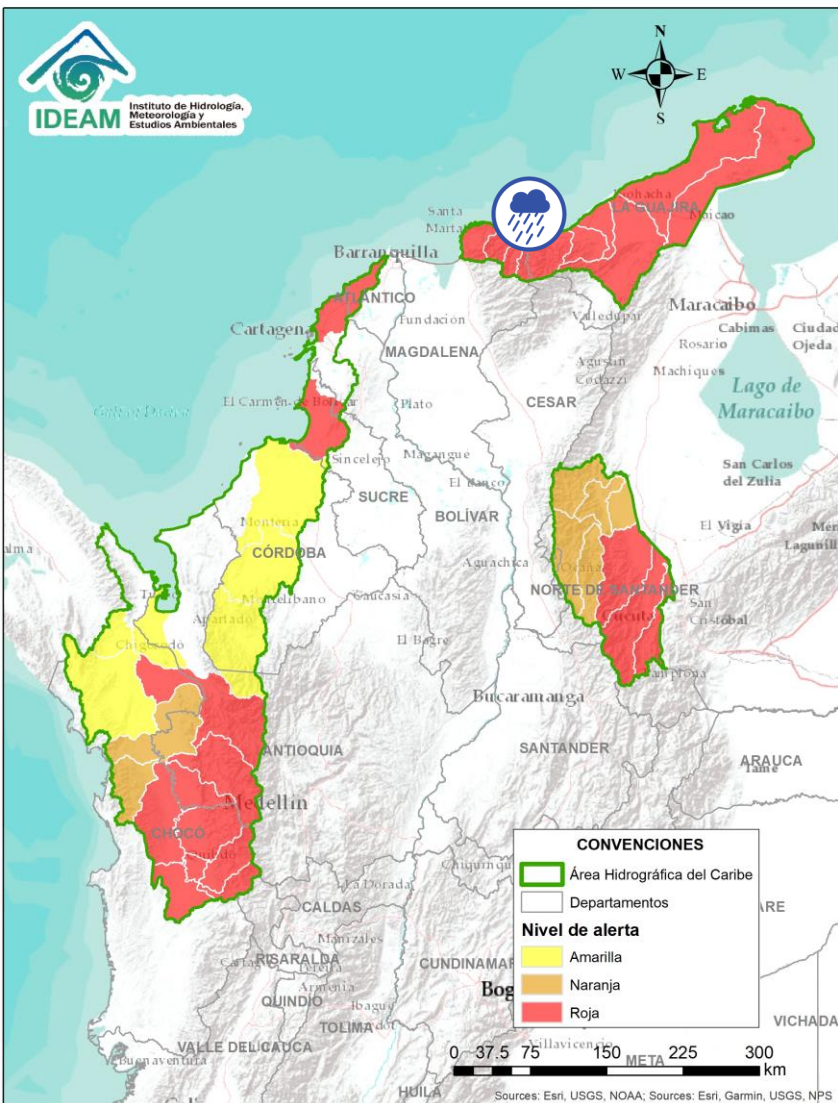 IDEAM
Instituto de Hidrología,
Meteorología y
Estudios Ambientales
N
W
E
S
Riohacha
LA GUAJIRA
Maicao
Santa
Marta
Barranquilla
ATLÁNTICO
Cartagena
Fundación
MAGDALENA
Valledupar
Maracaibo
Cabimas
Ciudad
Ojeda
Rosario
Machiques
Agustín
Codazzi
Lago de
Maracaibo
CESAR
El Carmen de Bolívar
Plato
Sincelejo
Magangué
SUCRE
El Banco
BOLÍVAR
San Carlos
del Zulia
El Vigía
Montería
CÓRDOBA
Aguachica
Ocaña
NORTE DE SANTANDER
Cúcuta
San
Cristóbal
Pamplona
Montelíbano
Caucasia
Apartadó
Chigorodó
El Bagre
Bucaramanga
SANTANDER
ANTIOQUIA
Medellín
CHOCÓ
Quibdó
ARAUCA
Tame
La Dorada
CALDAS
Manizales
RISARALDA
Pereira
Armenia
QUINDÍO
Ibagué
TOLIMA
VALLE DEL CAUCA
Buenaventura
HUILA
Villavicencio
META
VICHADA
CONVENCIONES
Área Hidrográfica del Caribe
Departamentos
Nivel de alerta
Amarilla
Naranja
Roja
0 37.5 75 150 225 300
km
Sources: Esri, USGS, NOAA; Sources: Esri, Garmin, USGS, NPS